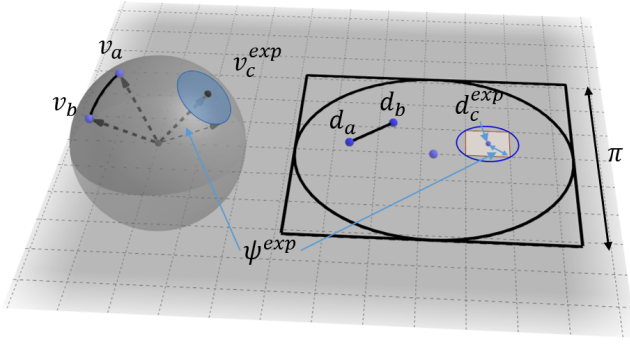 v_a
v_b
v_c^{exp}
d_a
d_b
d_c^{exp}
π
ψ^{exp}